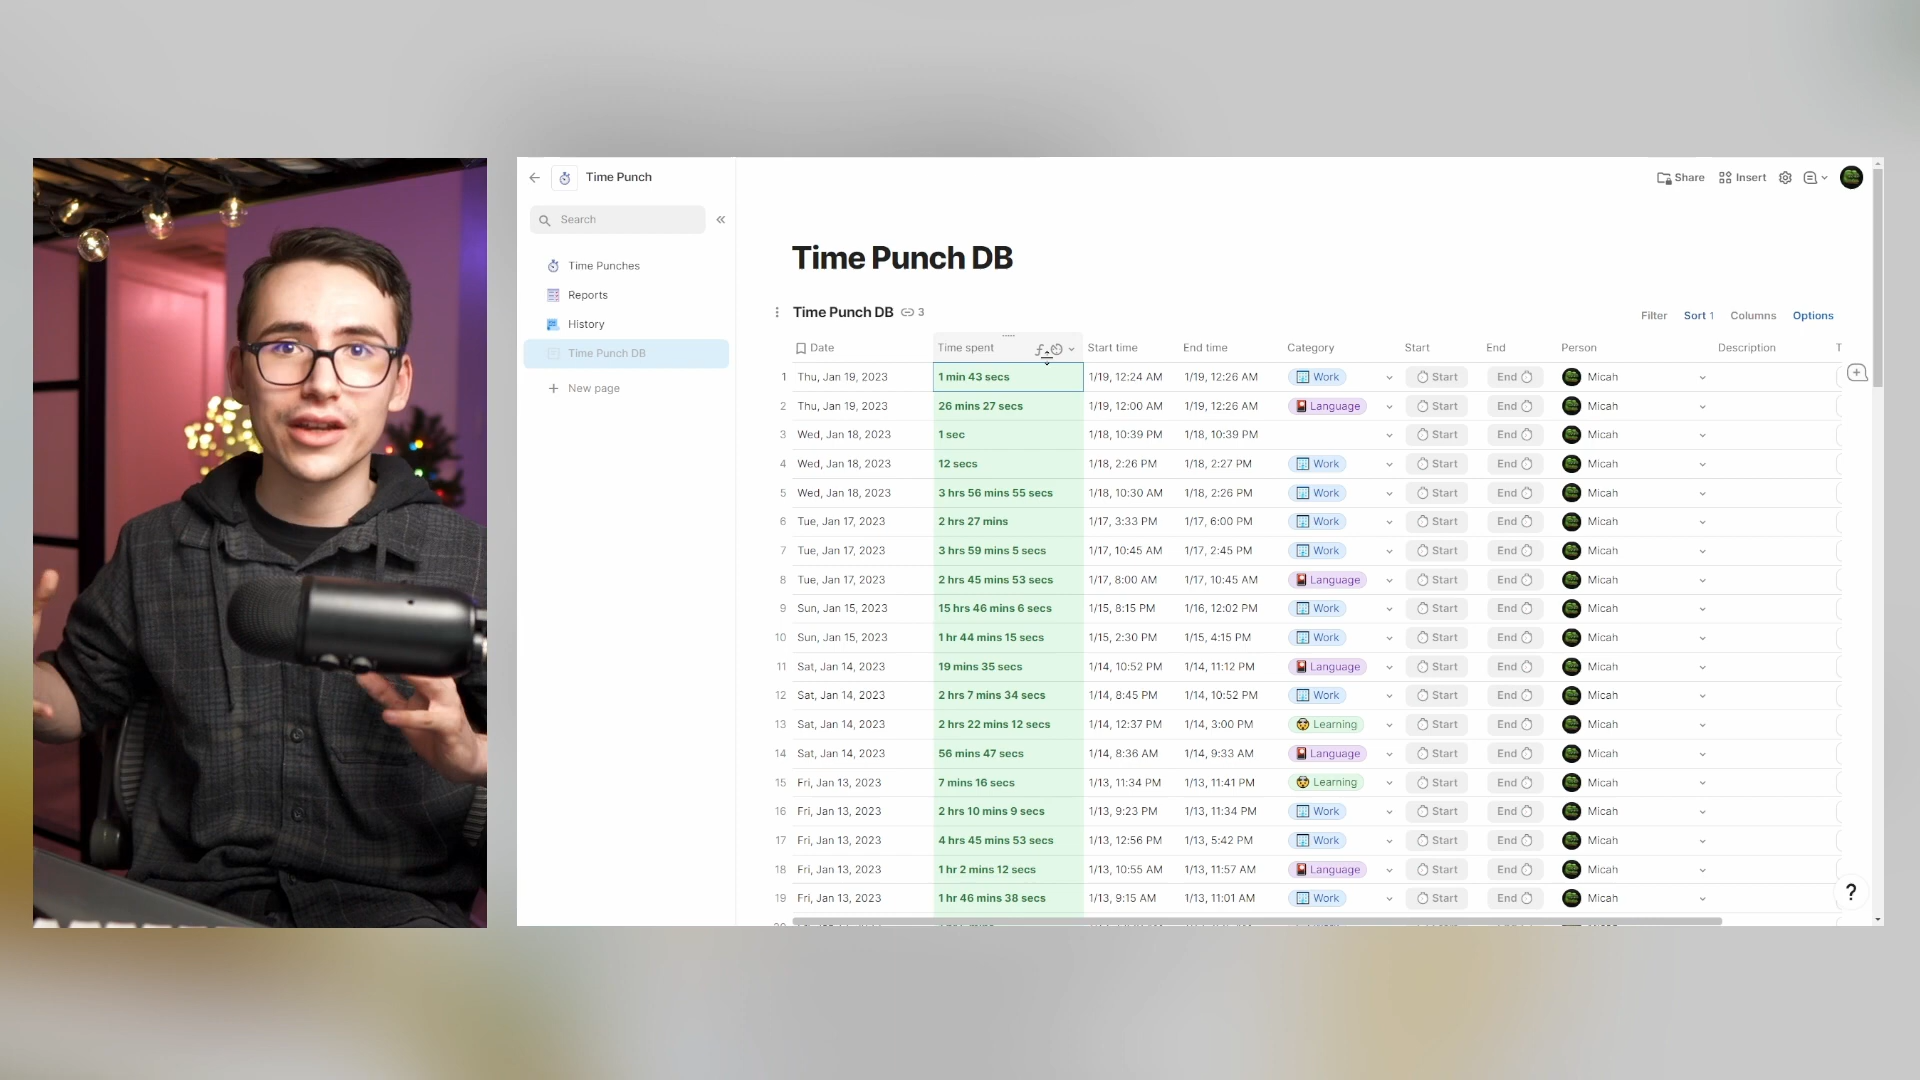 Time Punch
Share Insert
Search
Time Punches
Reports
History
Time Punch DB
New page
Time Punch DB
Time Punch DB 3
Filter Sort 1 Columns Options
Date Time spent Start time End time Category Start End Person Description T
1 Thu, Jan 19, 2023 1 min 43 secs 1/19, 12:24 AM 1/19, 12:26 AM Work Start End Micah
2 Thu, Jan 19, 2023 26 mins 27 secs 1/19, 12:00 AM 1/19, 12:26 AM Language Start End Micah
3 Wed, Jan 18, 2023 1 sec 1/18, 10:39 PM 1/18, 10:39 PM Start End Micah
4 Wed, Jan 18, 2023 12 secs 1/18, 2:26 PM 1/18, 2:27 PM Work Start End Micah
5 Wed, Jan 18, 2023 3 hrs 56 mins 55 secs 1/18, 10:30 AM 1/18, 2:26 PM Work Start End Micah
6 Tue, Jan 17, 2023 2 hrs 27 mins 1/17, 3:33 PM 1/17, 6:00 PM Work Start End Micah
7 Tue, Jan 17, 2023 3 hrs 59 mins 5 secs 1/17, 10:45 AM 1/17, 2:45 PM Work Start End Micah
8 Tue, Jan 17, 2023 2 hrs 45 mins 53 secs 1/17, 8:00 AM 1/17, 10:45 AM Language Start End Micah
9 Sun, Jan 15, 2023 15 hrs 46 mins 6 secs 1/15, 8:15 PM 1/16, 12:02 PM Work Start End Micah
10 Sun, Jan 15, 2023 1 hr 44 mins 15 secs 1/15, 2:30 PM 1/15, 4:15 PM Work Start End Micah
11 Sat, Jan 14, 2023 19 mins 35 secs 1/14, 10:52 PM 1/14, 11:12 PM Language Start End Micah
12 Sat, Jan 14, 2023 2 hrs 7 mins 34 secs 1/14, 8:45 PM 1/14, 10:52 PM Work Start End Micah
13 Sat, Jan 14, 2023 2 hrs 22 mins 12 secs 1/14, 12:37 PM 1/14, 3:00 PM Learning Start End Micah
14 Sat, Jan 14, 2023 56 mins 47 secs 1/14, 8:36 AM 1/14, 9:33 AM Language Start End Micah
15 Fri, Jan 13, 2023 7 mins 16 secs 1/13, 11:34 PM 1/13, 11:41 PM Learning Start End Micah
16 Fri, Jan 13, 2023 2 hrs 10 mins 9 secs 1/13, 9:23 PM 1/13, 11:34 PM Work Start End Micah
17 Fri, Jan 13, 2023 4 hrs 45 mins 53 secs 1/13, 12:56 PM 1/13, 5:42 PM Work Start End Micah
18 Fri, Jan 13, 2023 1 hr 2 mins 12 secs 1/13, 10:55 AM 1/13, 11:57 AM Language Start End Micah
19 Fri, Jan 13, 2023 1 hr 46 mins 38 secs 1/13, 9:15 AM 1/13, 11:01 AM Work Start End Micah
?